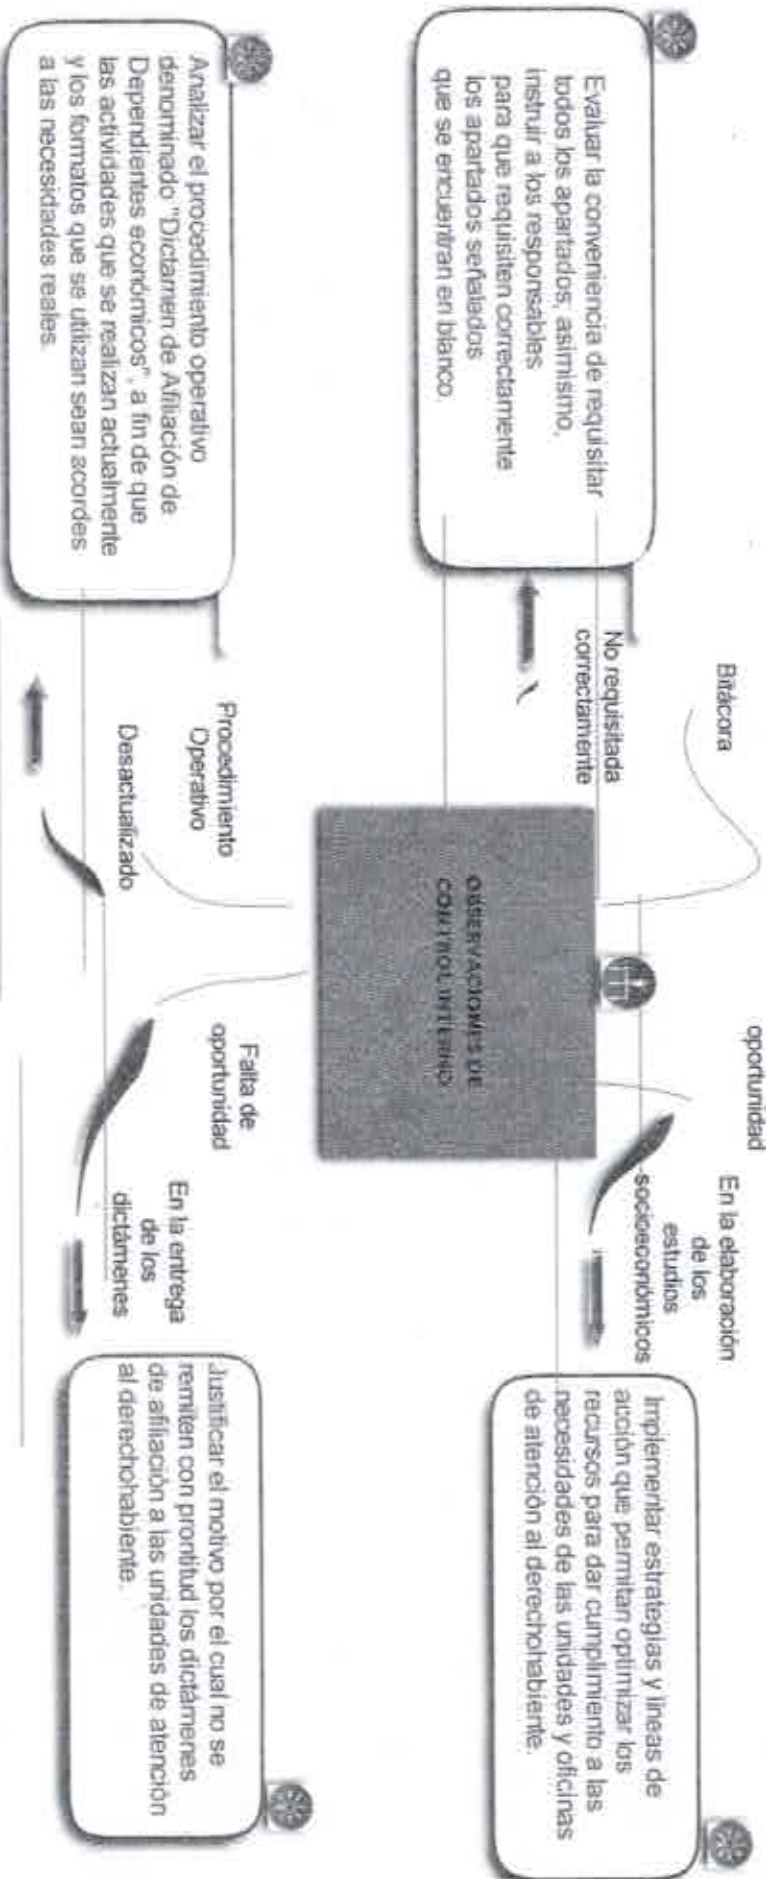 Bitácora
No requisitada
correctamente
Evaluar la conveniencia de requisitar
todos los apartados, asimismo,
instruir a los responsables
para que requisiten correctamente
los apartados señalados
que se encuentran en blanco.
oportunidad
En la elaboración
de los
estudios
socioeconómicos
Implementar estrategias y líneas de
acción que permitan optimizar los
recursos para dar cumplimiento a las
necesidades de las unidades y oficinas
de atención al derechohabiente.
OBSERVACIONES DE
CONTROL INTERNO
Procedimiento
Operativo
Desactualizado
Analizar el procedimiento operativo
denominado "Dictamen de Afiliación de
Dependientes económicos", a fin de que
las actividades que se realizan actualmente
y los formatos que se utilizan sean acordes
a las necesidades reales.
Falta de
oportunidad
En la entrega
de los
dictámenes
Justificar el motivo por el cual no se
remiten con prontitud los dictámenes
de afiliación a las unidades de atención
al derechohabiente.